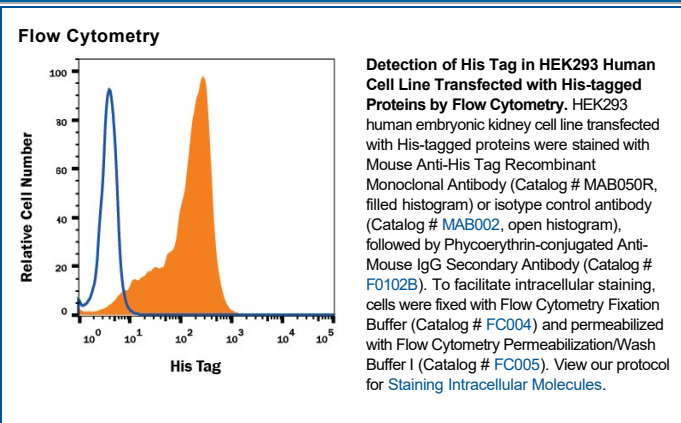 Flow Cytometry
100
80
60
40
20
0
Relative Cell Number
10⁰ 10¹ 10² 10³ 10⁴ 10⁵
His Tag
Detection of His Tag in HEK293 Human
Cell Line Transfected with His-tagged
Proteins by Flow Cytometry. HEK293
human embryonic kidney cell line transfected
with His-tagged proteins were stained with
Mouse Anti-His Tag Recombinant
Monoclonal Antibody (Catalog # MAB050R,
filled histogram) or isotype control antibody
(Catalog # MAB002, open histogram),
followed by Phycoerythrin-conjugated Anti-
Mouse IgG Secondary Antibody (Catalog #
F0102B). To facilitate intracellular staining,
cells were fixed with Flow Cytometry Fixation
Buffer (Catalog # FC004) and permeabilized
with Flow Cytometry Permeabilization/Wash
Buffer I (Catalog # FC005). View our protocol
for Staining Intracellular Molecules.